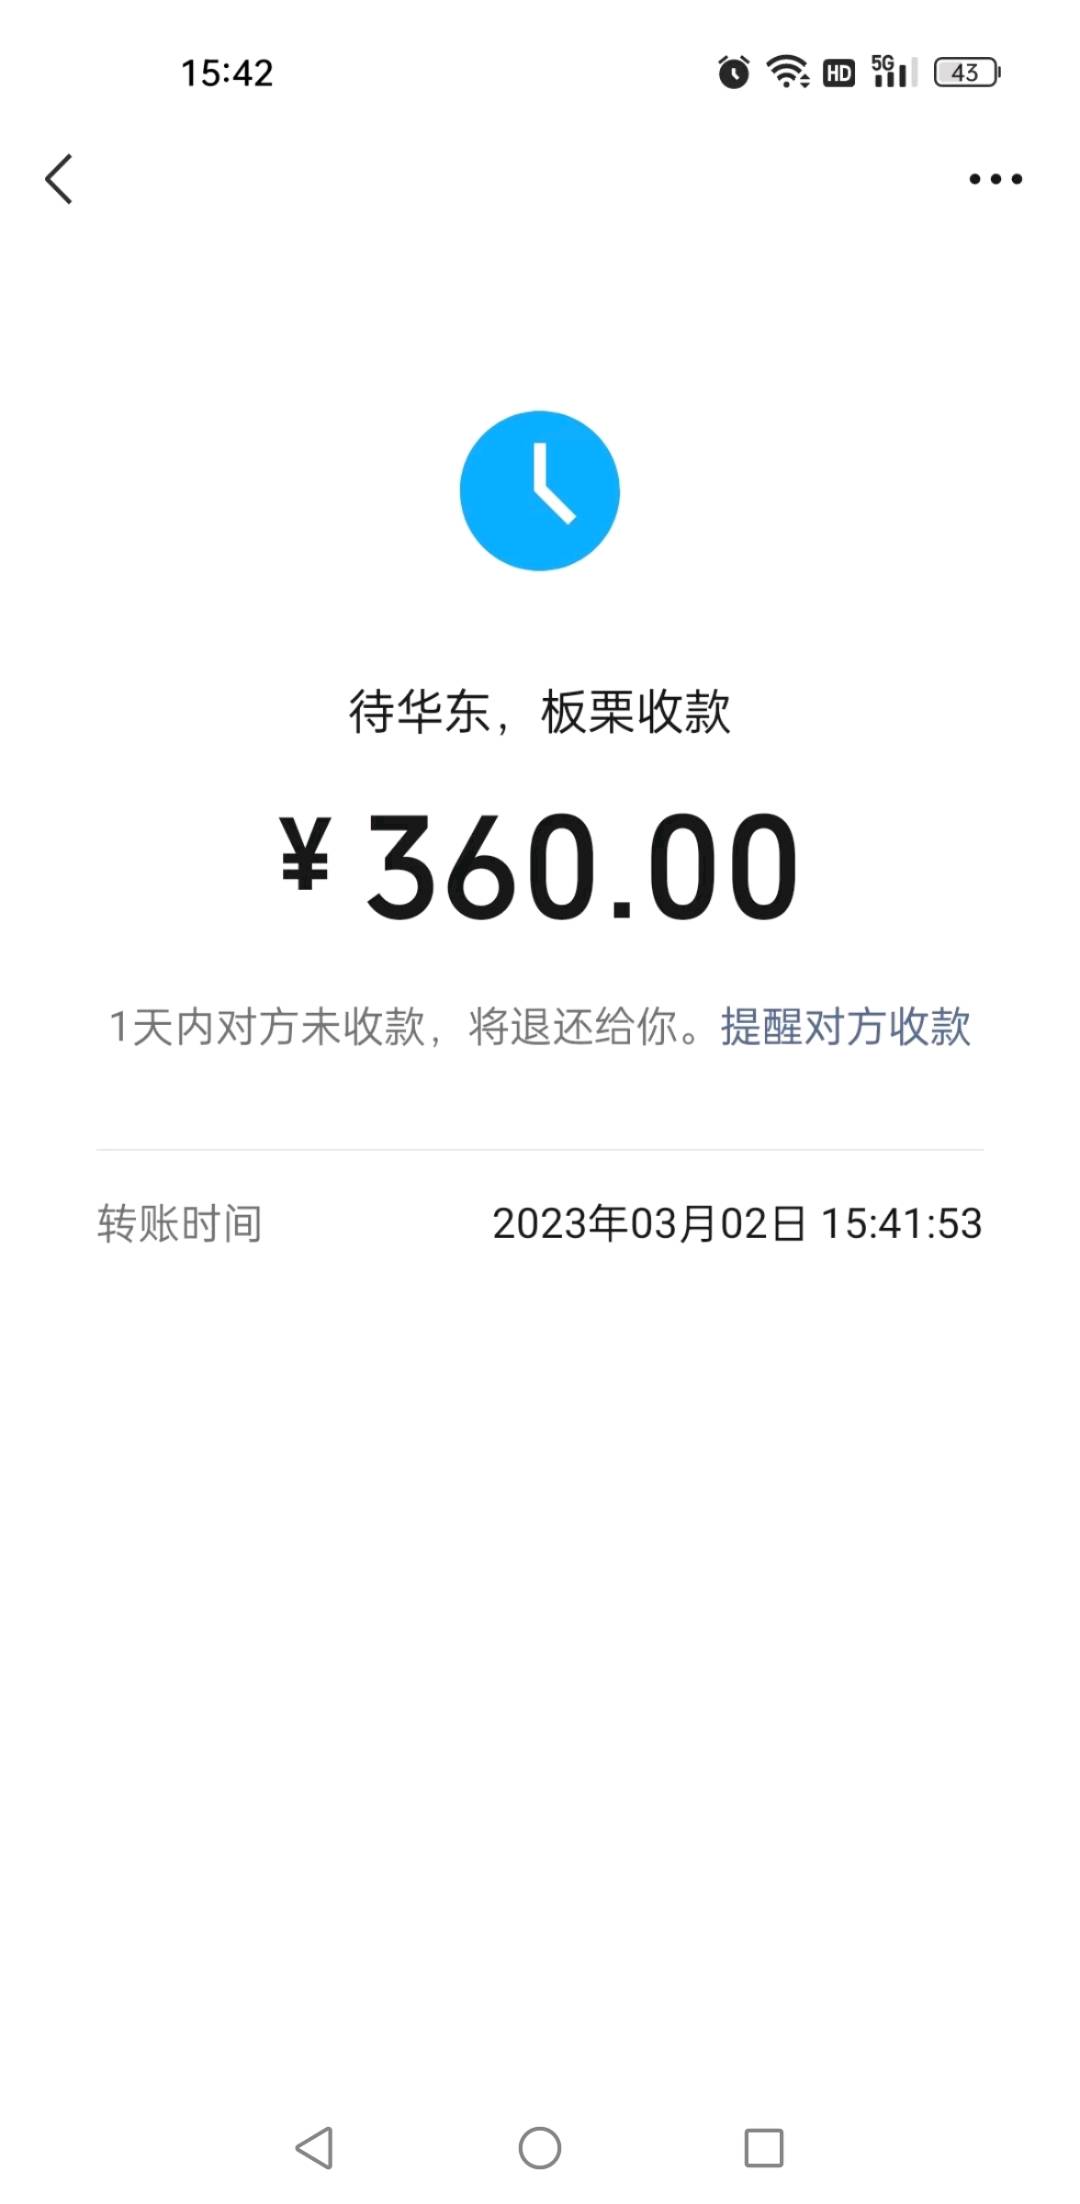 15:42
HD 5G 43
待华东，板栗收款
¥360.00
1天内对方未收款，将退还给你。提醒对方收款
转账时间 2023年03月02日 15:41:53